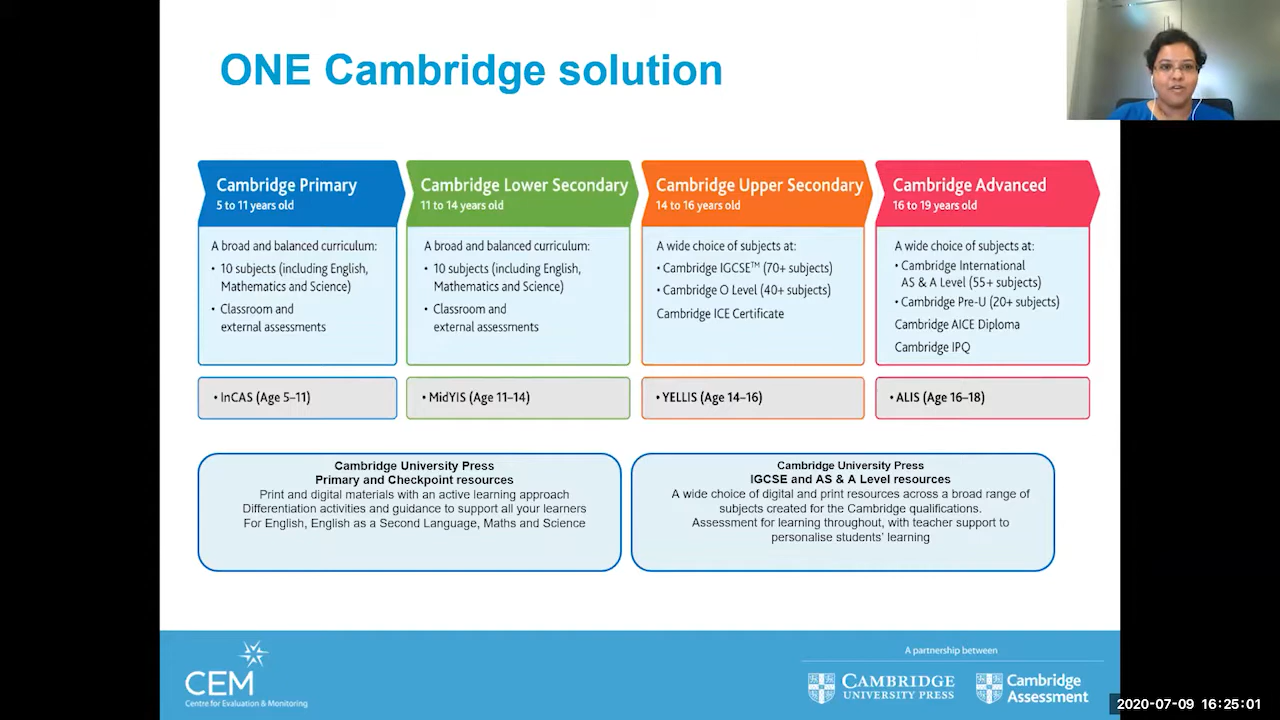 ONE Cambridge solution
Cambridge Primary
5 to 11 years old
A broad and balanced curriculum:
• 10 subjects (including English,
Mathematics and Science)
• Classroom and
external assessments
• InCAS (Age 5–11)
Cambridge Lower Secondary
11 to 14 years old
A broad and balanced curriculum:
• 10 subjects (including English,
Mathematics and Science)
• Classroom and
external assessments
• MidYIS (Age 11–14)
Cambridge Upper Secondary
14 to 16 years old
A wide choice of subjects at:
• Cambridge IGCSE™ (70+ subjects)
• Cambridge O Level (40+ subjects)
Cambridge ICE Certificate
• YELLIS (Age 14–16)
Cambridge Advanced
16 to 19 years old
A wide choice of subjects at:
• Cambridge International
AS & A Level (55+ subjects)
• Cambridge Pre-U (20+ subjects)
Cambridge AICE Diploma
Cambridge IPQ
• ALIS (Age 16–18)
Cambridge University Press
Primary and Checkpoint resources
Print and digital materials with an active learning approach
Differentiation activities and guidance to support all your learners
For English, English as a Second Language, Maths and Science
Cambridge University Press
IGCSE and AS & A Level resources
A wide choice of digital and print resources across a broad range of
subjects created for the Cambridge qualifications.
Assessment for learning throughout, with teacher support to
personalise students' learning
CEM
Centre for Evaluation & Monitoring
A partnership between
CAMBRIDGE
UNIVERSITY PRESS
Cambridge
Assessment
2020-07-09 16:25:01